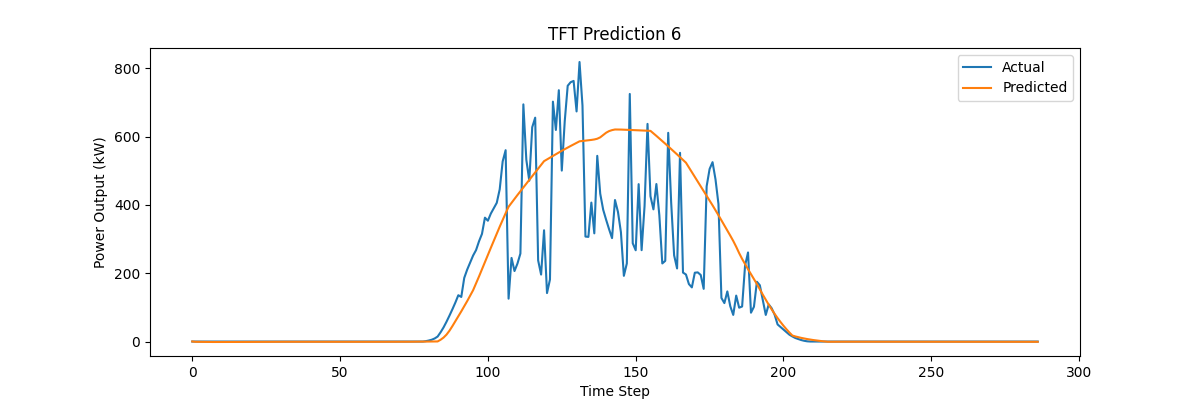 TFT Prediction 6
Actual
Predicted
Power Output (kW)
800
600
400
200
0
0 50 100 150 200 250 300
Time Step